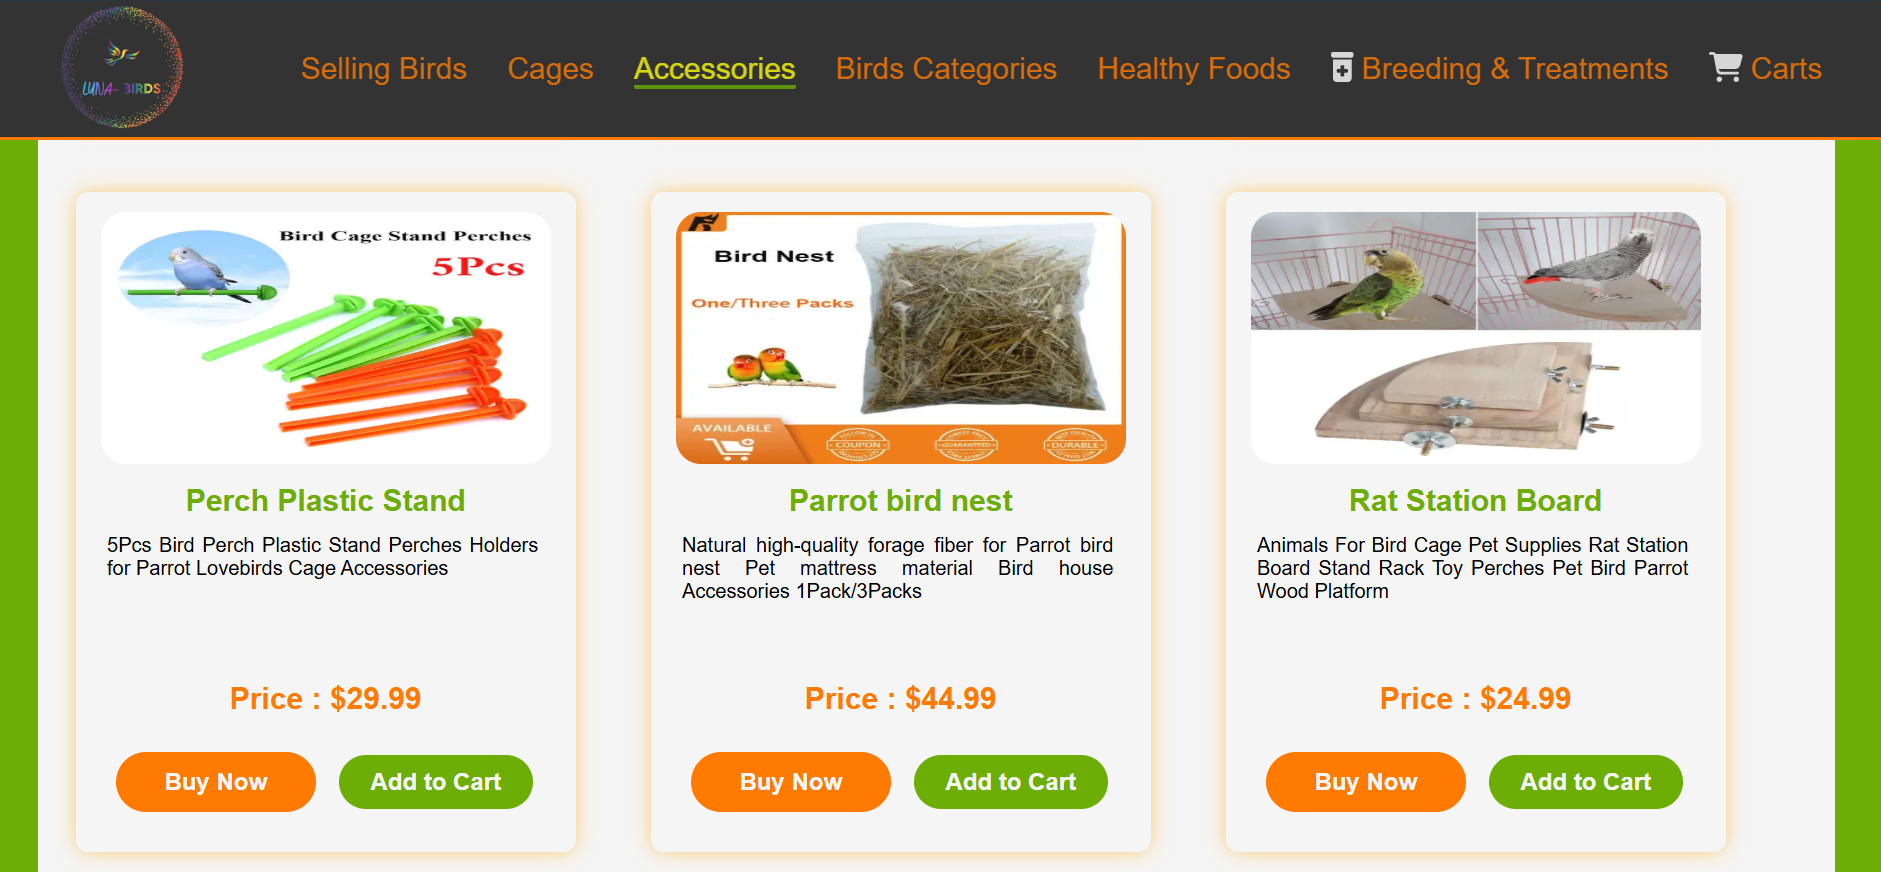 LUNA- BIRDS
Selling Birds
Cages
Accessories
Birds Categories
Healthy Foods
Breeding & Treatments
Carts
Bird Cage Stand Perches
5Pcs
Perch Plastic Stand
5Pcs Bird Perch Plastic Stand Perches Holders
for Parrot Lovebirds Cage Accessories
Price : $29.99
Buy Now
Add to Cart
Bird Nest
One/Three Packs
AVAILABLE
COUPON
GUARANTEED
DURABLE
Parrot bird nest
Natural high-quality forage fiber for Parrot bird
nest Pet mattress material Bird house
Accessories 1Pack/3Packs
Price : $44.99
Buy Now
Add to Cart
Rat Station Board
Animals For Bird Cage Pet Supplies Rat Station
Board Stand Rack Toy Perches Pet Bird Parrot
Wood Platform
Price : $24.99
Buy Now
Add to Cart